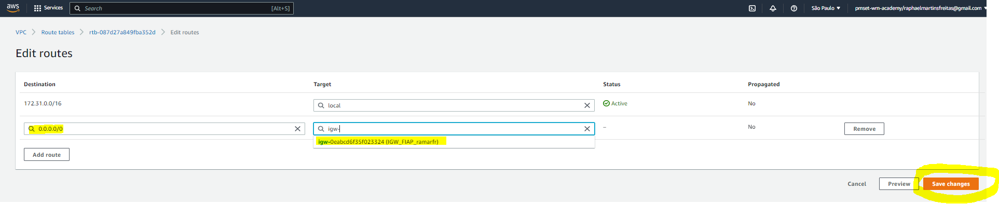 aws Services Search [Alt+S] São Paulo ▼ pmset-wm-academy/raphaelmartinsfreitas@gmail.com
VPC > Route tables > rtb-087d27a849fba352d > Edit routes
Edit routes
Destination Target Status Propagated
172.31.0.0/16 local Active No
0.0.0.0/0 igw- – No Remove
igw-0eabcd6f35f023324 (IGW_FIAP_ramarfr)
Add route
Cancel Preview Save changes